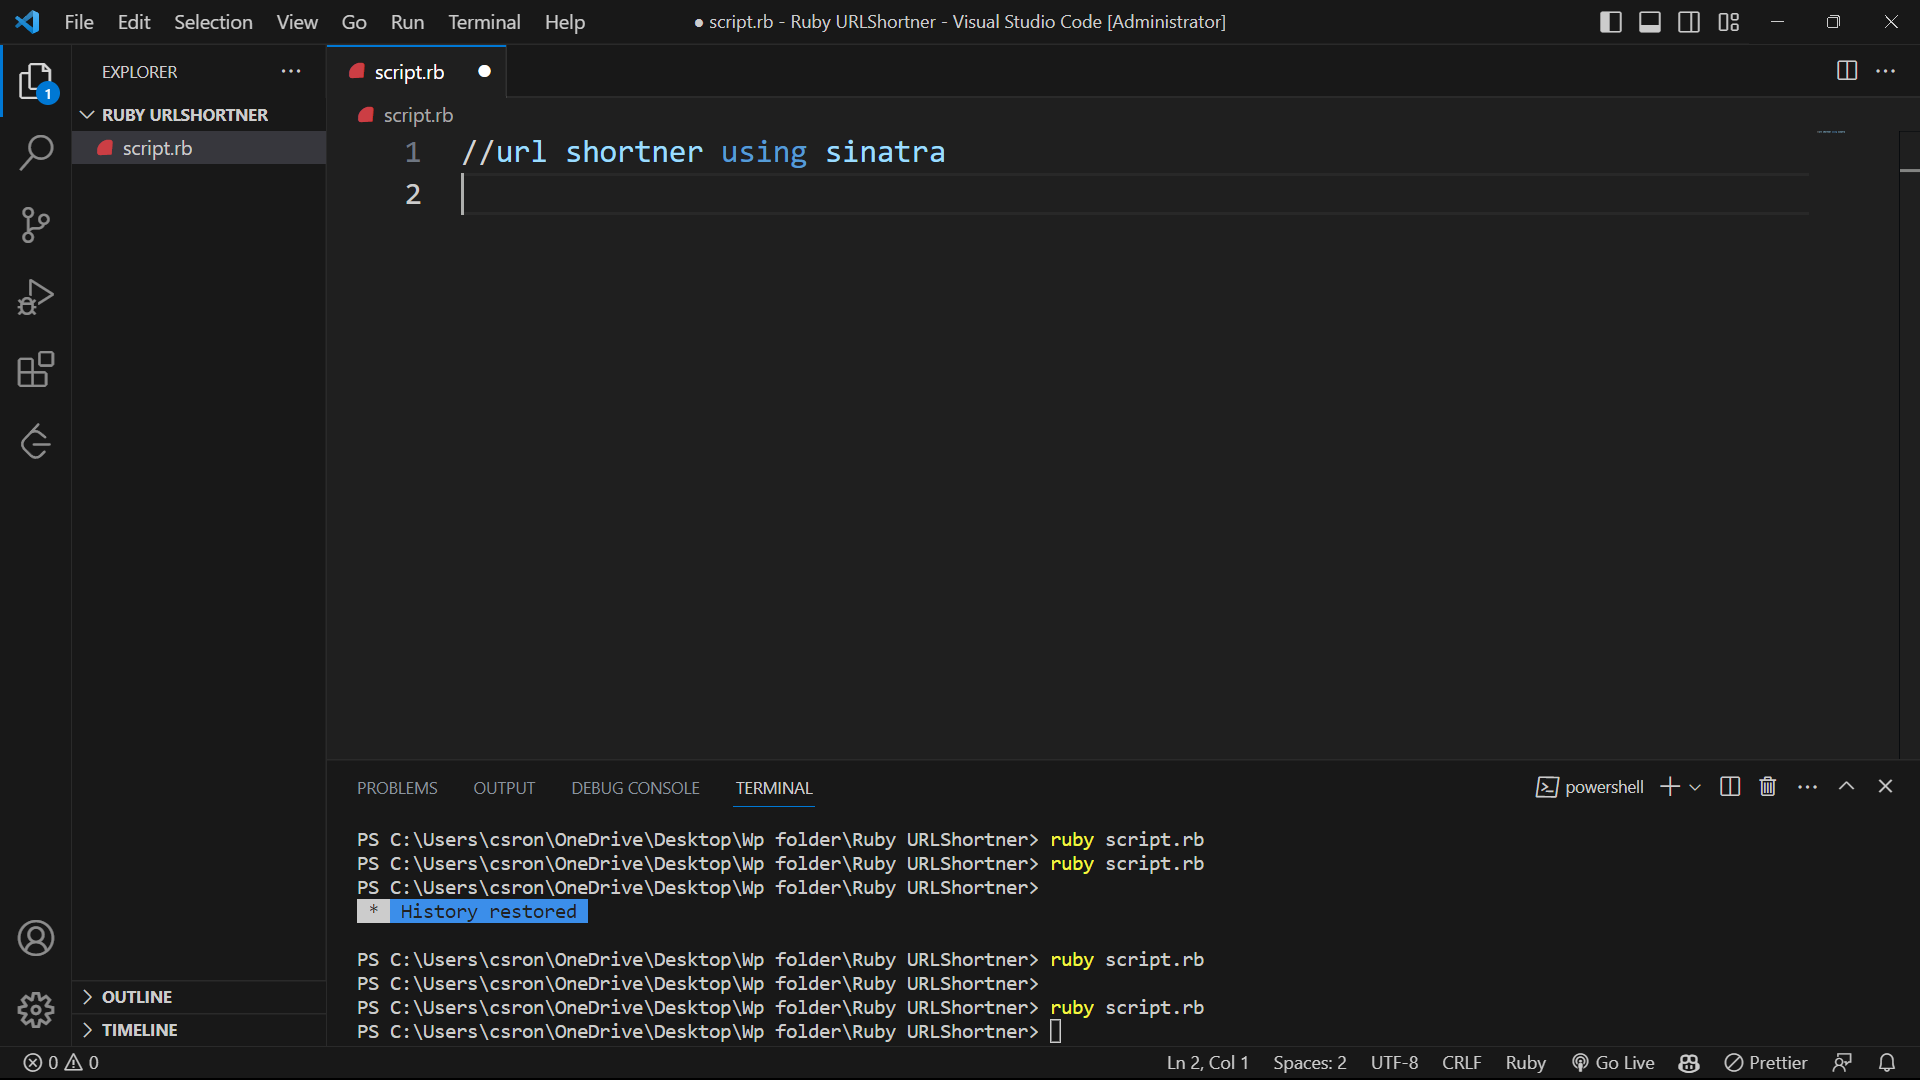 File Edit Selection View Go Run Terminal Help
● script.rb - Ruby URLShortner - Visual Studio Code [Administrator]
1
EXPLORER
script.rb
RUBY URLSHORTNER
script.rb
script.rb
1 //url shortner using sinatra
2
PROBLEMS OUTPUT DEBUG CONSOLE TERMINAL
powershell
PS C:\Users\csron\OneDrive\Desktop\Wp folder\Ruby URLShortner> ruby script.rb
PS C:\Users\csron\OneDrive\Desktop\Wp folder\Ruby URLShortner> ruby script.rb
PS C:\Users\csron\OneDrive\Desktop\Wp folder\Ruby URLShortner>
* History restored
PS C:\Users\csron\OneDrive\Desktop\Wp folder\Ruby URLShortner> ruby script.rb
PS C:\Users\csron\OneDrive\Desktop\Wp folder\Ruby URLShortner>
PS C:\Users\csron\OneDrive\Desktop\Wp folder\Ruby URLShortner> ruby script.rb
PS C:\Users\csron\OneDrive\Desktop\Wp folder\Ruby URLShortner>
OUTLINE
TIMELINE
0 0
Ln 2, Col 1 Spaces: 2 UTF-8 CRLF Ruby Go Live Prettier